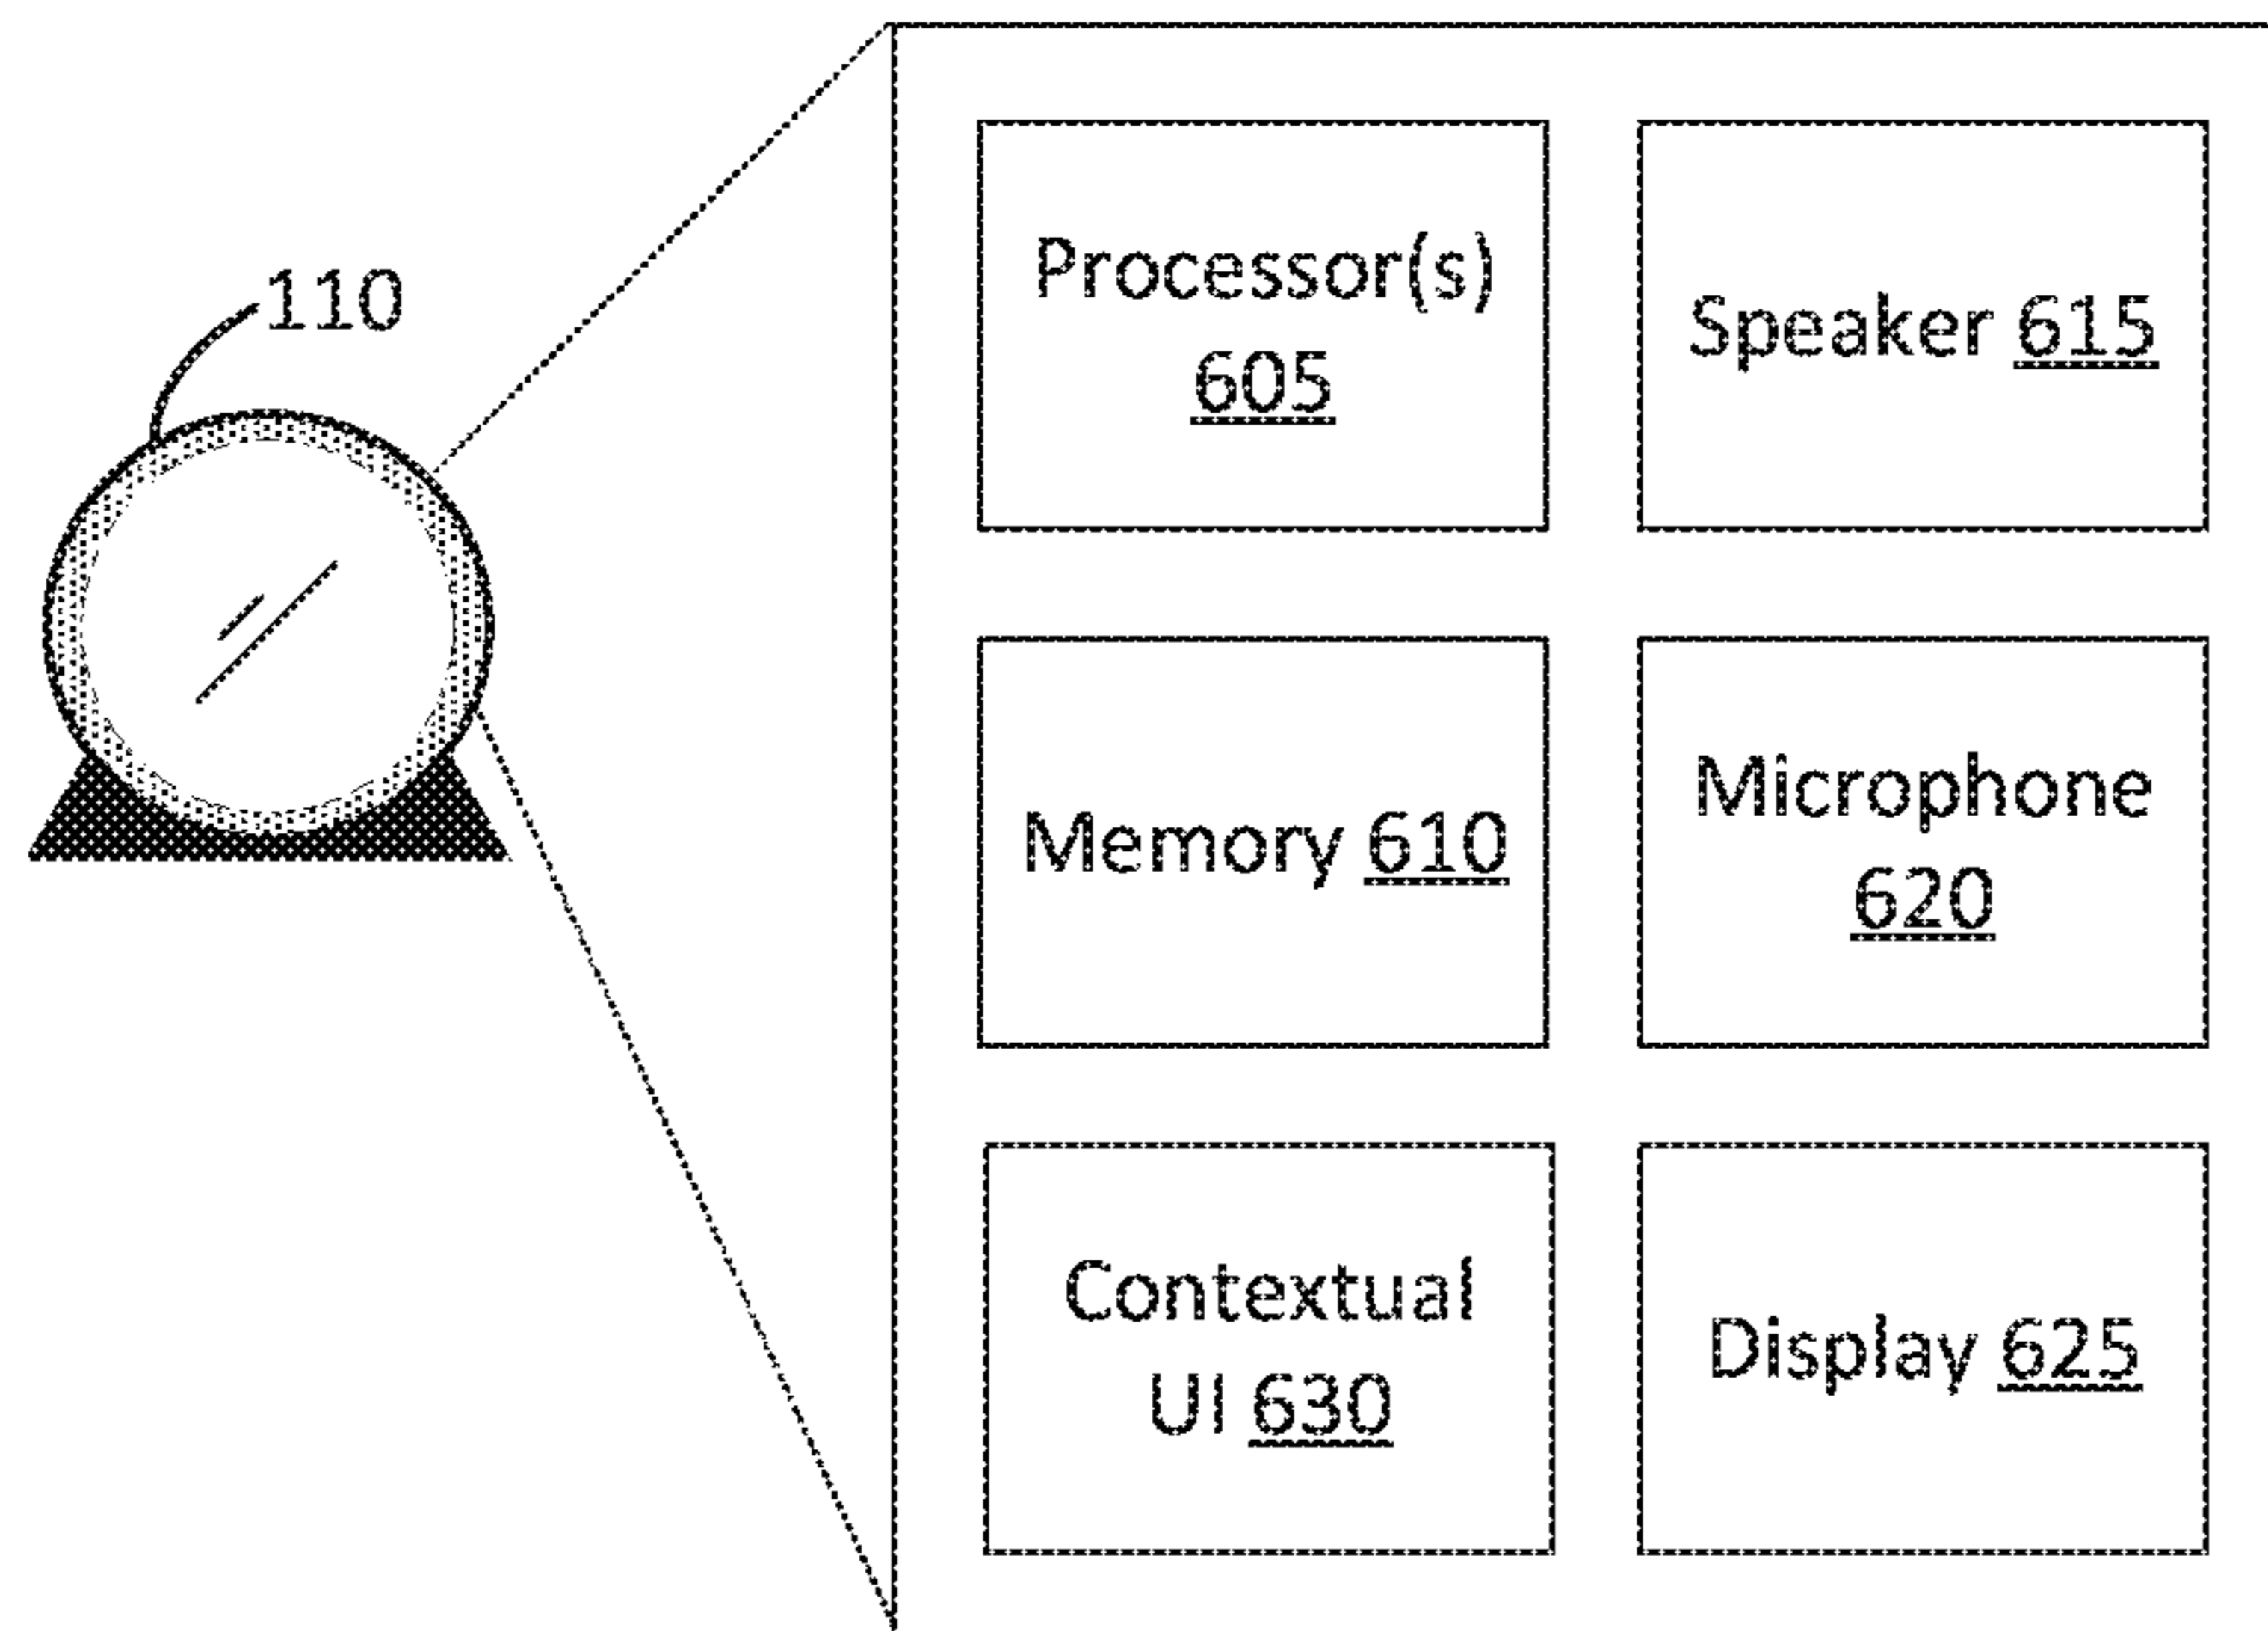 110
Processor(s)
605
Speaker 615
Memory 610
Microphone
620
Contextual
UI 630
Display 625